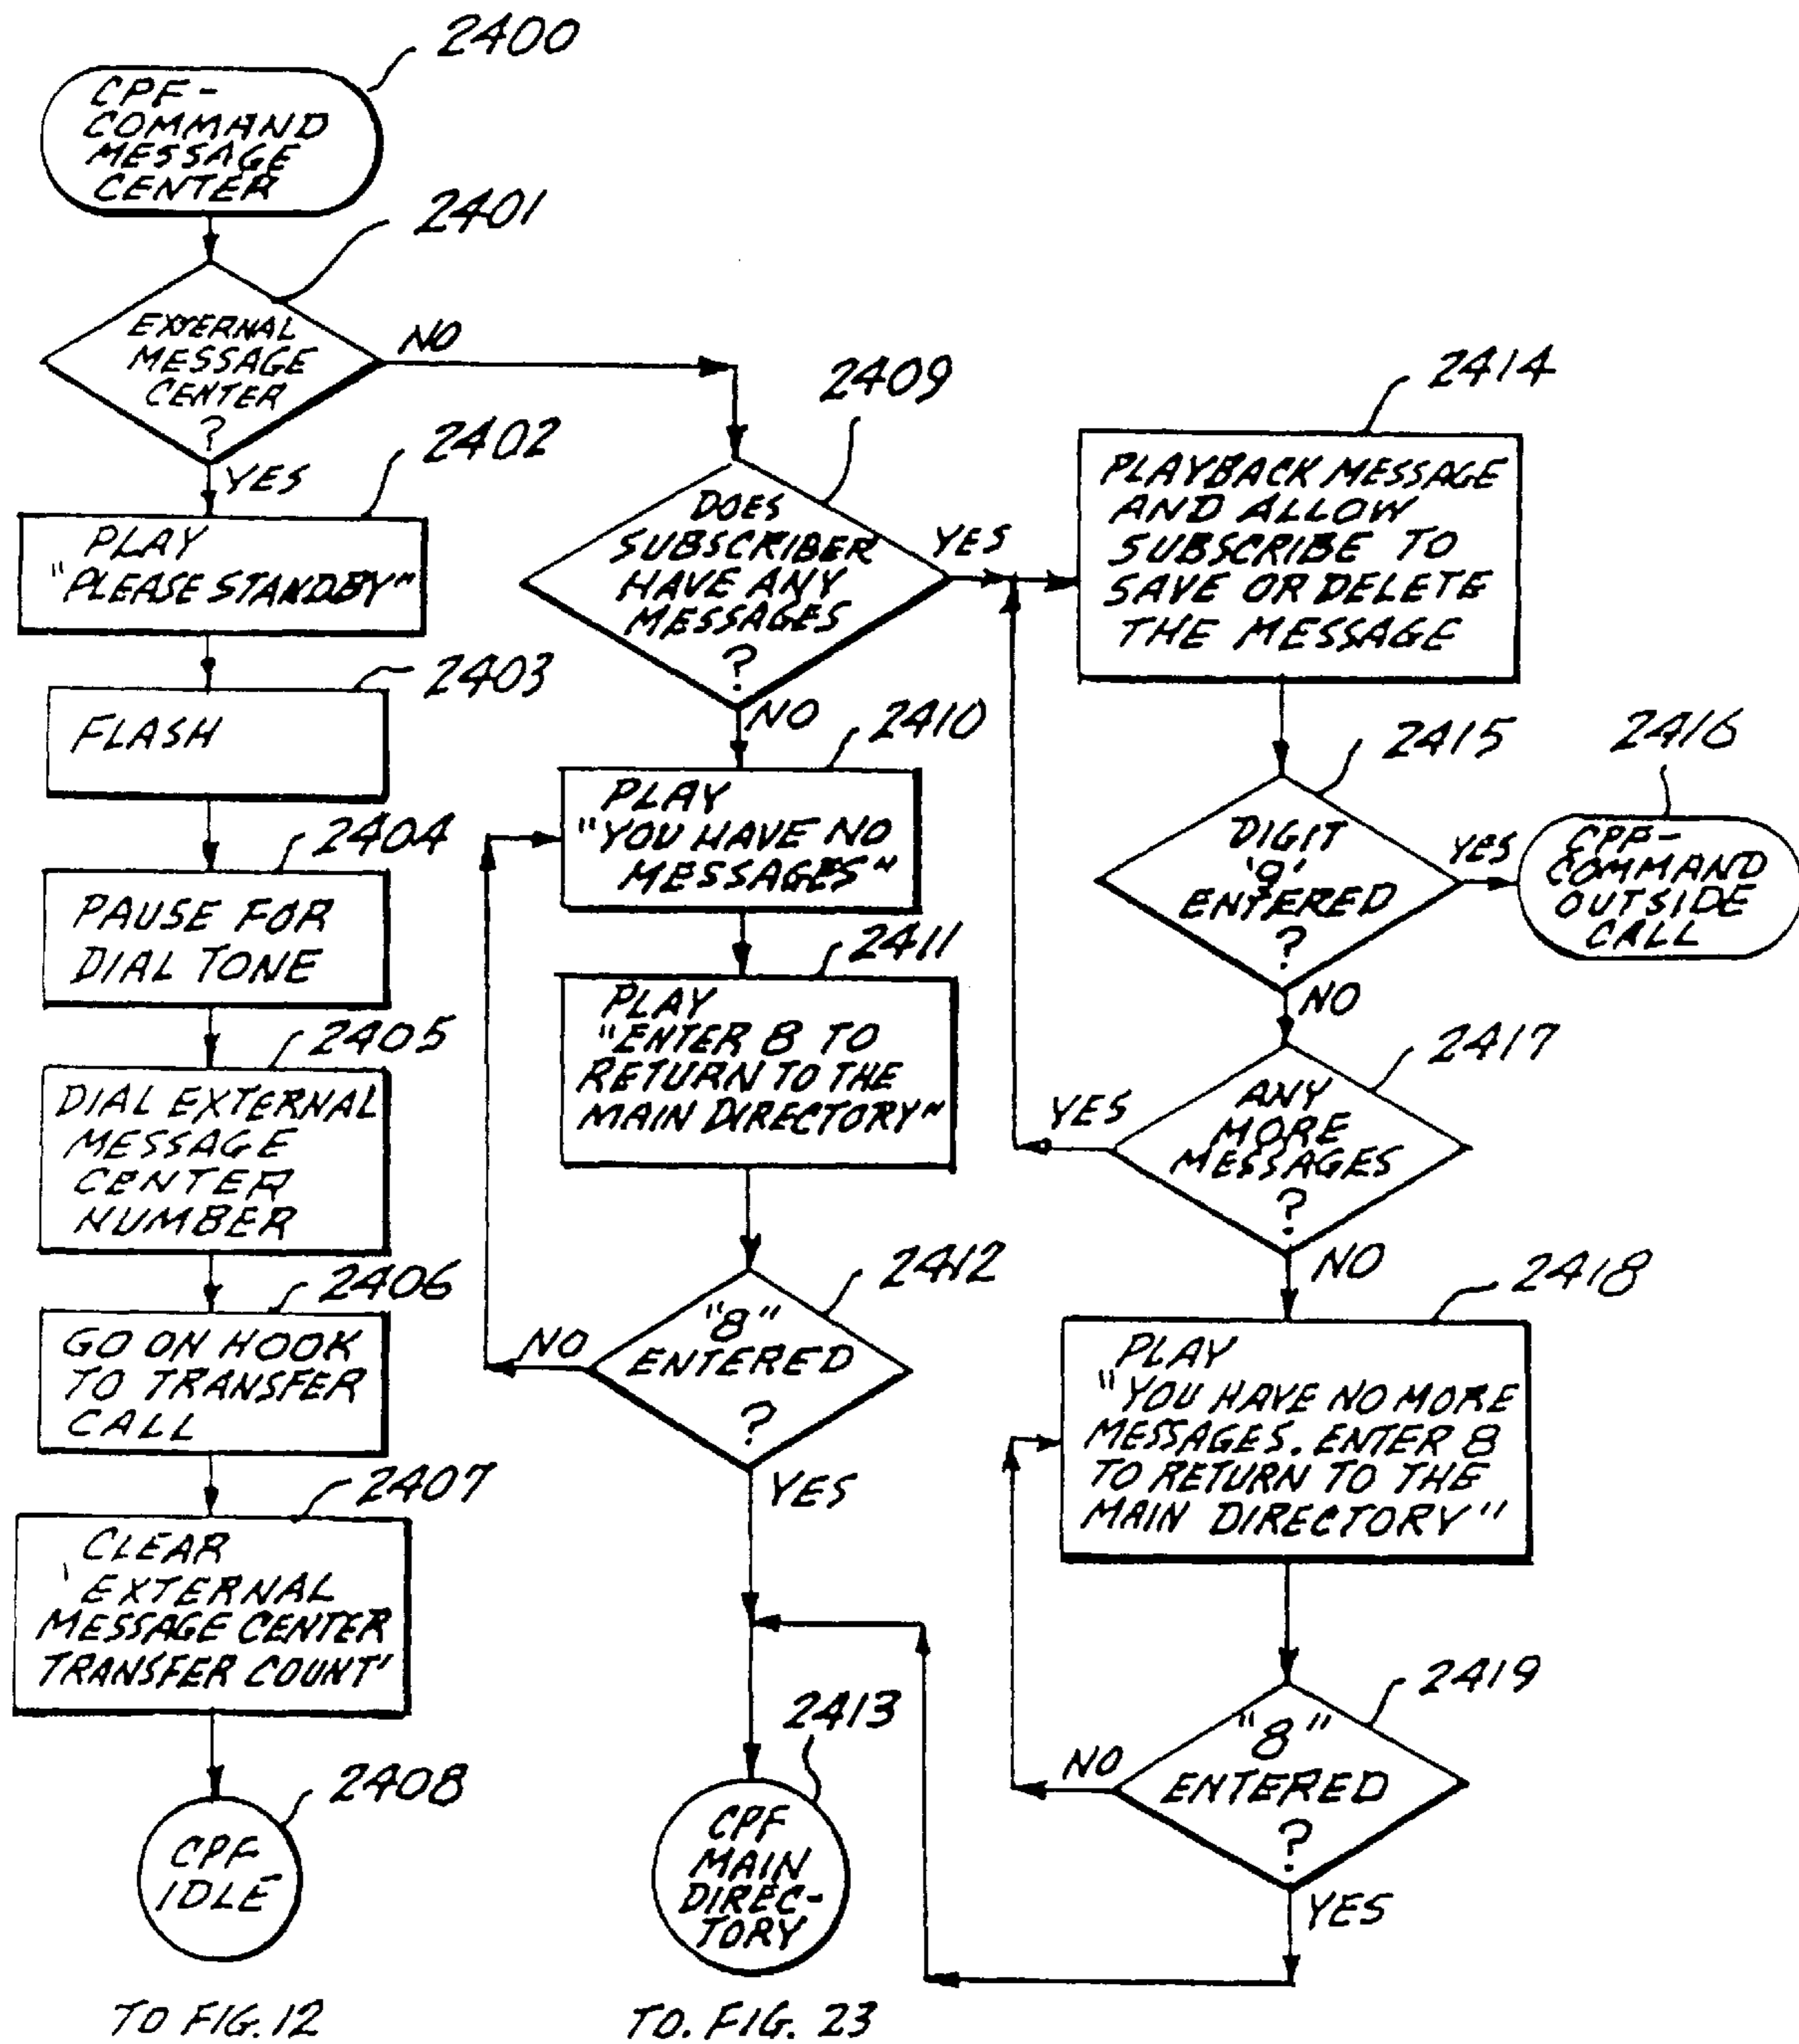 2400
CPF-
COMMAND
MESSAGE
CENTER
2401
EXTERNAL
MESSAGE
CENTER
?
NO
YES
2402
PLAY
"PLEASE STANDBY"
2403
FLASH
2404
PAUSE FOR
DIAL TONE
2405
DIAL EXTERNAL
MESSAGE
CENTER
NUMBER
2406
GO ON HOOK
TO TRANSFER
CALL
2407
CLEAR
'EXTERNAL
MESSAGE CENTER
TRANSFER COUNT'
2408
CPF
IDLE
TO FIG. 12
2409
DOES
SUBSCRIBER
HAVE ANY
MESSAGES
?
YES
NO
2410
PLAY
"YOU HAVE NO
MESSAGES"
2411
PLAY
"ENTER 8 TO
RETURN TO THE
MAIN DIRECTORY"
2412
"8"
ENTERED
?
NO
YES
2413
CPF
MAIN
DIREC-
TORY
TO. FIG. 23
2414
PLAYBACK MESSAGE
AND ALLOW
SUBSCRIBE TO
SAVE OR DELETE
THE MESSAGE
2415
DIGIT
'9'
ENTERED
?
YES
NO
2416
CPF-
COMMAND
OUTSIDE
CALL
2417
ANY
MORE
MESSAGES
?
YES
NO
2418
PLAY
"YOU HAVE NO MORE
MESSAGES. ENTER 8
TO RETURN TO THE
MAIN DIRECTORY"
2419
"8"
ENTERED
?
NO
YES